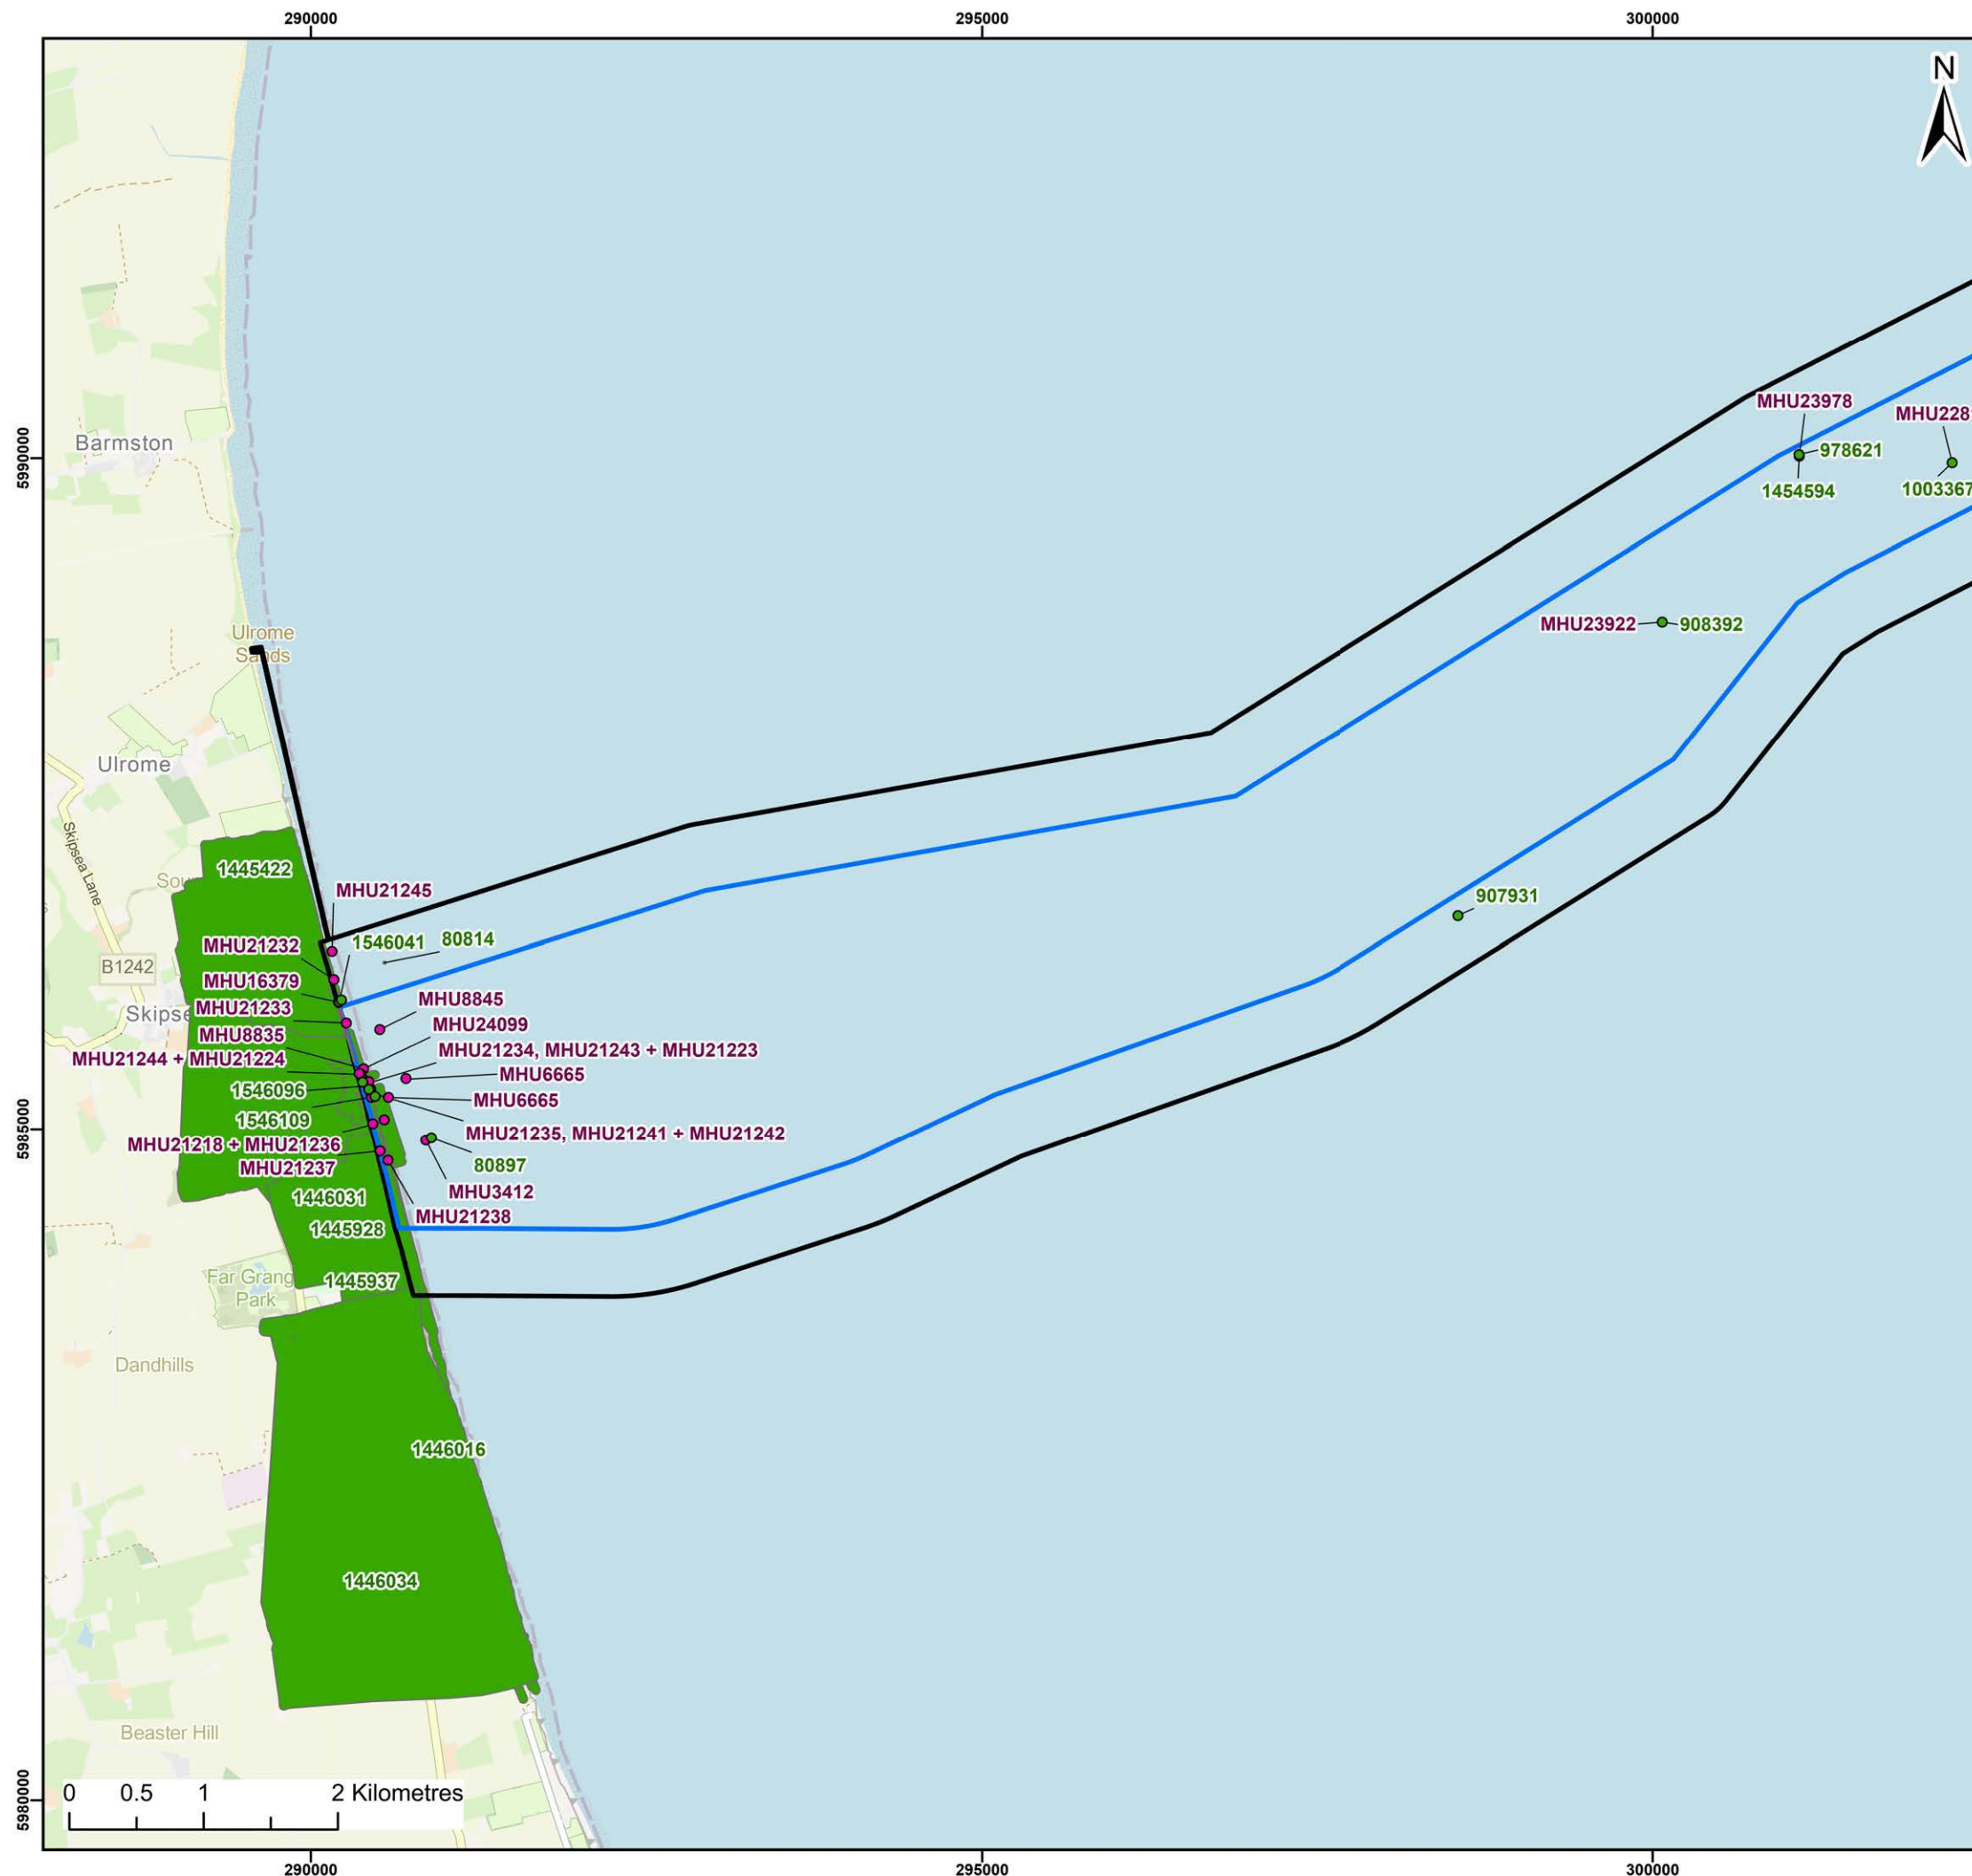 290000
295000
300000
N
5990000
5985000
5980000
Barmston
MHU23978
978621
1454594
1003367
MHU23922
908392
Ulrome
Sands
Ulrome
Skipsea Lane
1445422
MHU21245
907931
MHU21232
1546041
80814
B1242
MHU16379
MHU21233
MHU8845
MHU8835
MHU24099
MHU21244 + MHU21224
MHU21234, MHU21243 + MHU21223
MHU6665
1546096
MHU6665
1546109
MHU21235, MHU21241 + MHU21242
MHU21218 + MHU21236
MHU21237
80897
MHU3412
1446031
MHU21238
1445928
Far Grang
Park
1445937
Dandhills
1446016
1446034
Beaster Hill
0
0.5
1
2 Kilometres
290000
295000
300000